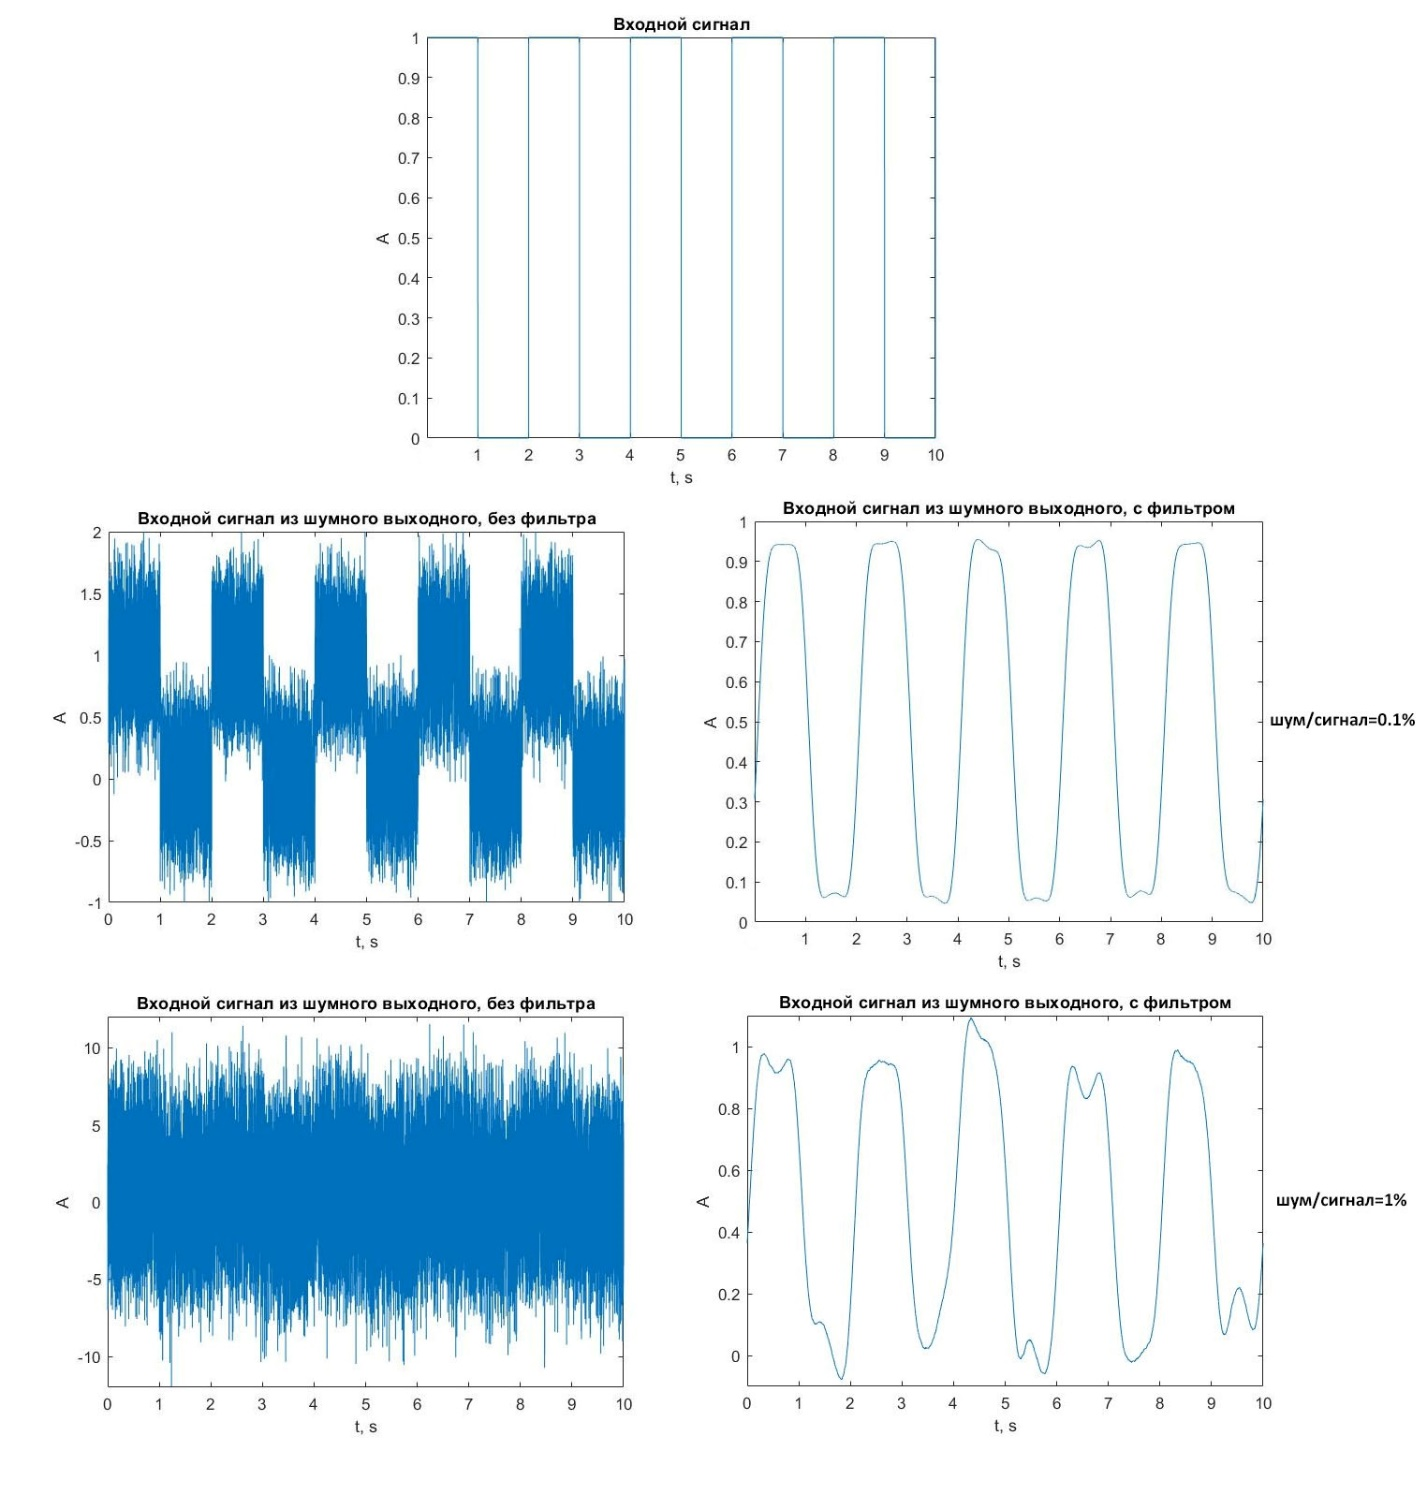 Входной сигнал
1
0.9
0.8
0.7
0.6
A 0.5
0.4
0.3
0.2
0.1
0
1 2 3 4 5 6 7 8 9 10
t, s
Входной сигнал из шумного выходного, без фильтра
2
1.5
1
A 0.5
0
-0.5
-1
0 1 2 3 4 5 6 7 8 9 10
t, s
Входной сигнал из шумного выходного, с фильтром
1
0.9
0.8
0.7
0.6
A 0.5
0.4
0.3
0.2
0.1
0
1 2 3 4 5 6 7 8 9 10
t, s
шум/сигнал=0.1%
Входной сигнал из шумного выходного, без фильтра
10
5
A 0
-5
-10
0 1 2 3 4 5 6 7 8 9 10
t, s
Входной сигнал из шумного выходного, с фильтром
1
0.8
0.6
A
0.4
0.2
0
0 1 2 3 4 5 6 7 8 9 10
t, s
шум/сигнал=1%